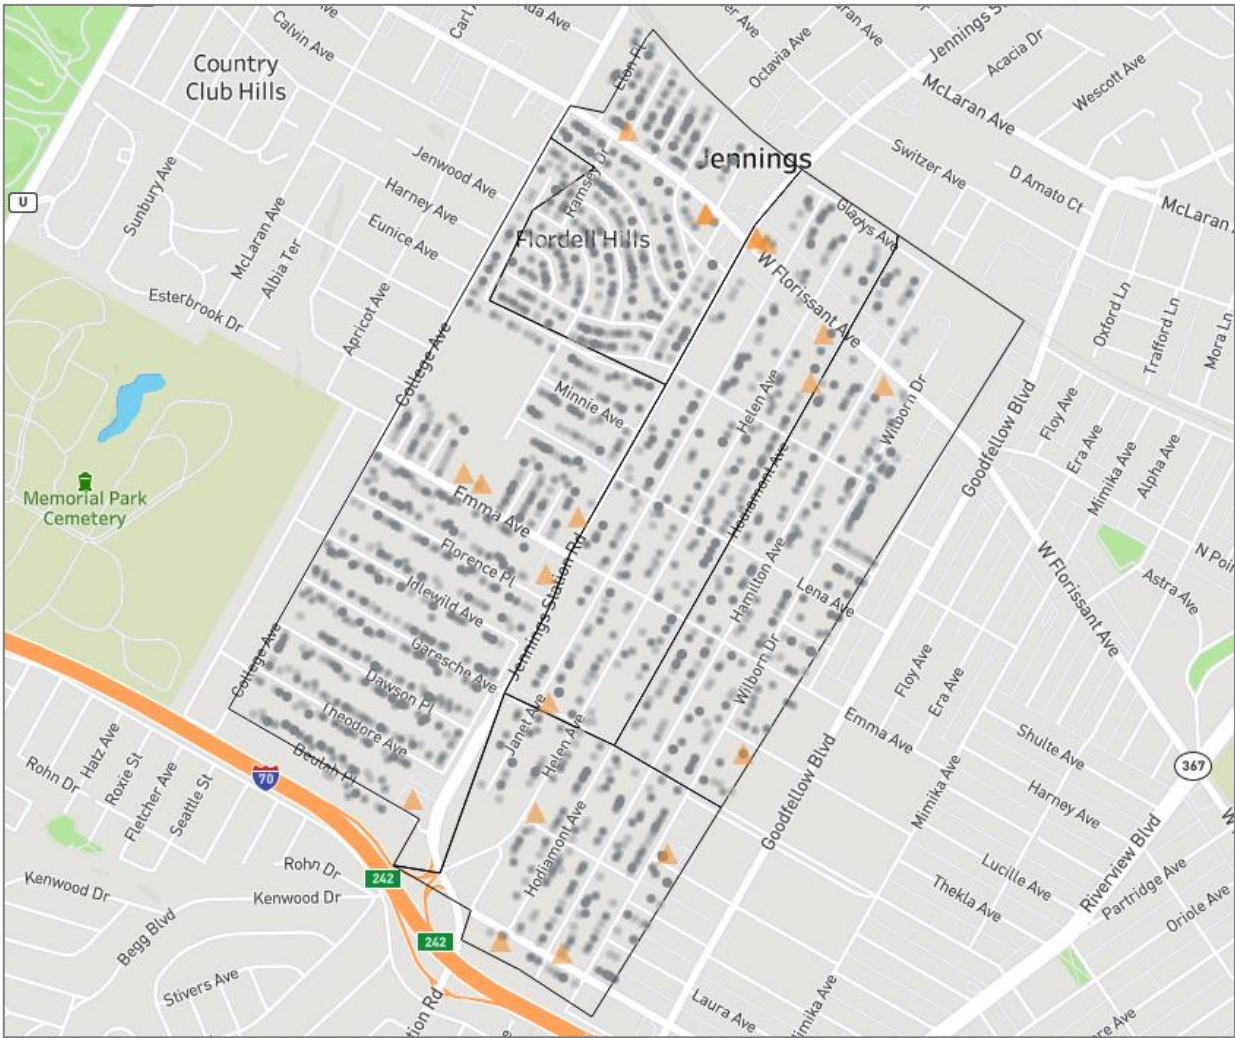 Cart
Calvin Ave
Country
Club Hills
Eton Pl
Octavia Ave
Jennings S
Acacia Dr
Wescott Ave
McLaran Ave
Switzer Ave
D Amato Ct
McLaran
Jennings
Jenwood Ave
Harney Ave
Eunice Ave
Ramsey Dr
Flordell Hills
Gladys Ave
W Florissant Ave
U
Sunbury Ave
McLaran Ave
Albia Ter
Esterbrook Dr
Apricot Ave
College Ave
Oxford Ln
Trafford Ln
Mora Ln
Minnie Ave
Helen Ave
Wilborn Dr
Goodfellow Blvd
Floy Ave
Era Ave
Mimika Ave
Alpha Ave
Memorial Park
Cemetery
Emma Ave
Florence Pl
Idlewild Ave
Garesche Ave
Jennings Station Rd
Hodiamont Ave
Hamilton Ave
Lena Ave
W Florissant Ave
N Poi
Astra Ave
College Ave
Dawson Pl
Theodore Ave
Beulah Pl
Janet Ave
Helen Ave
Wilborn Dr
Floy Ave
Era Ave
Emma Ave
Shulte Ave
Harney Ave
367
W
Rohn Dr
Hatz Ave
Roxie St
Fletcher Ave
Seattle St
70
Hodiamont Ave
Goodfellow Blvd
Mimika Ave
Lucille Ave
Thekla Ave
Riverview Blvd
Partridge Ave
Oriole Ave
Rohn Dr
242
Kenwood Dr
Kenwood Dr
Begg Blvd
242
Stivers Ave
tion Rd
Laura Ave
imika Ave
re Ave